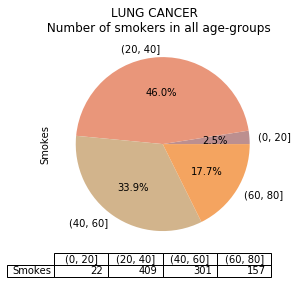 LUNG CANCER
Number of smokers in all age-groups
(20, 40]
46.0%
Smokes
2.5%
(0, 20]
17.7%
33.9%
(60, 80]
(40, 60]
(0, 20] (20, 40] (40, 60] (60, 80]
Smokes 22 409 301 157